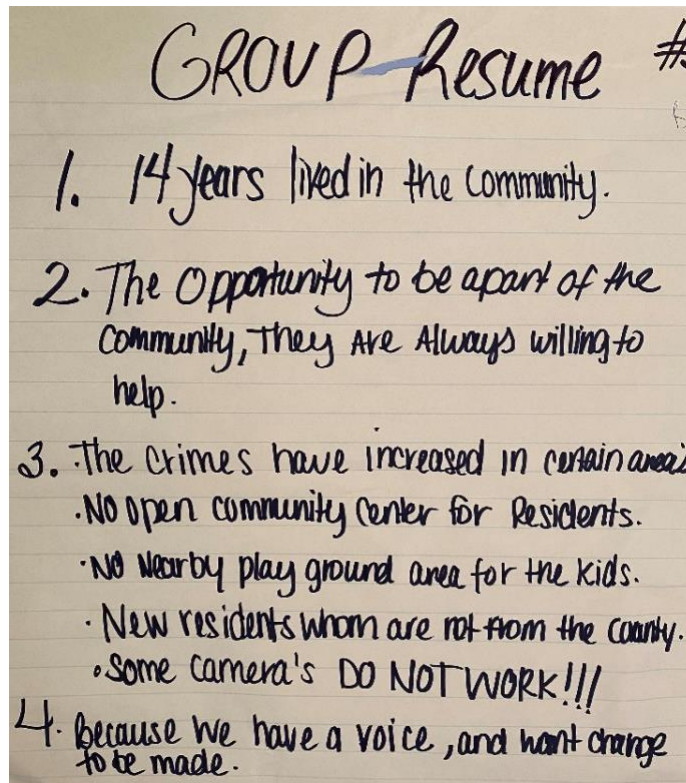 GROUP Resume #
1. 14 years lived in the community.
2. The Opportunity to be apart of the
community, They Are Always willing to
help.
3. The crimes have increased in certain area's
· No open community center for Residents.
· No Nearby play ground area for the kids.
· New residents whom are not from the county.
· Some camera's DO NOT WORK!!!
4. Because we have a voice, and want change
to be made.